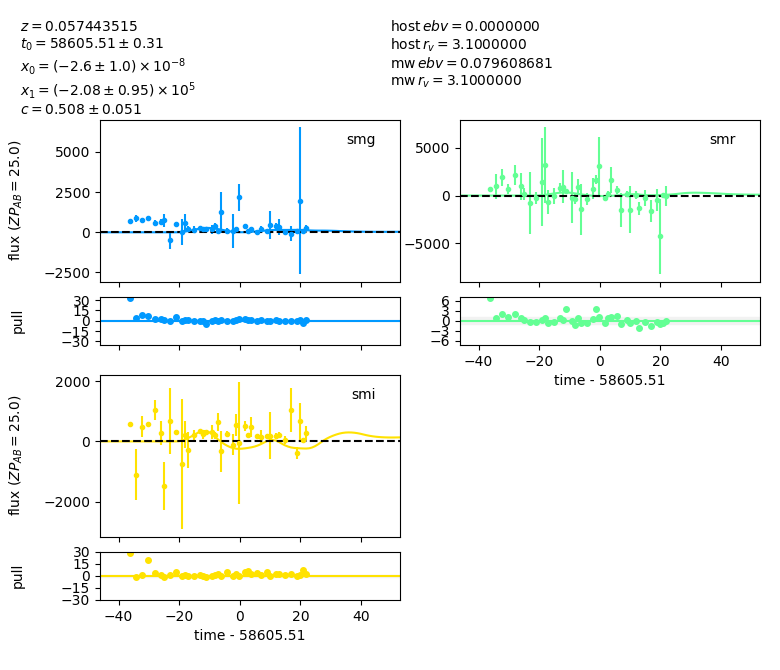 z = 0.057443515
t₀ = 58605.51 ± 0.31
x₀ = (−2.6 ± 1.0) × 10⁻⁸
x₁ = (−2.08 ± 0.95) × 10⁵
c = 0.508 ± 0.051
host ebv = 0.0000000
host r_v = 3.1000000
mw ebv = 0.079608681
mw r_v = 3.1000000
flux (ZP_AB = 25.0)
smg
5000
2500
0
−2500
smr
5000
0
−5000
pull
30
15
0
−15
−30
6
3
0
−3
−6
−40 −20 0 20 40
time - 58605.51
flux (ZP_AB = 25.0)
smi
2000
0
−2000
pull
30
15
0
−15
−30
−40 −20 0 20 40
time - 58605.51